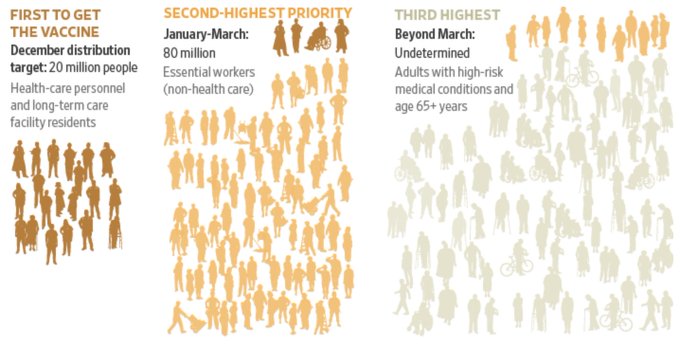 FIRST TO GET
THE VACCINE
December distribution
target: 20 million people
Health-care personnel
and long-term care
facility residents
SECOND-HIGHEST PRIORITY
January-March:
80 million
Essential workers
(non-health care)
THIRD HIGHEST
Beyond March:
Undetermined
Adults with high-risk
medical conditions and
age 65+ years